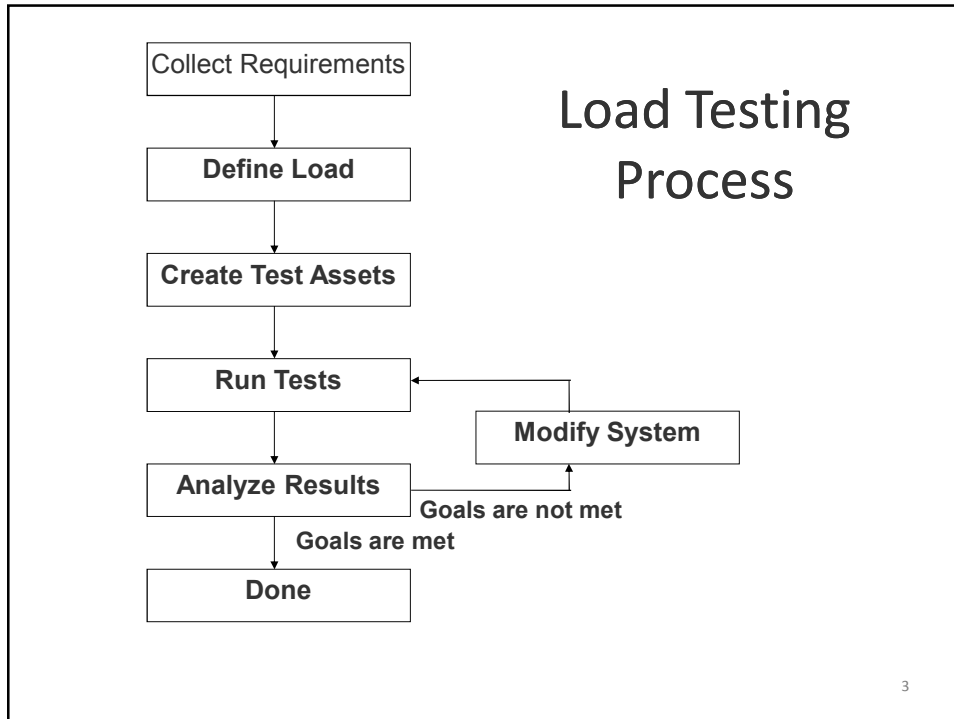 Collect Requirements
Load Testing
Process
Define Load
Create Test Assets
Run Tests
Modify System
Analyze Results
Goals are not met
Goals are met
Done
3